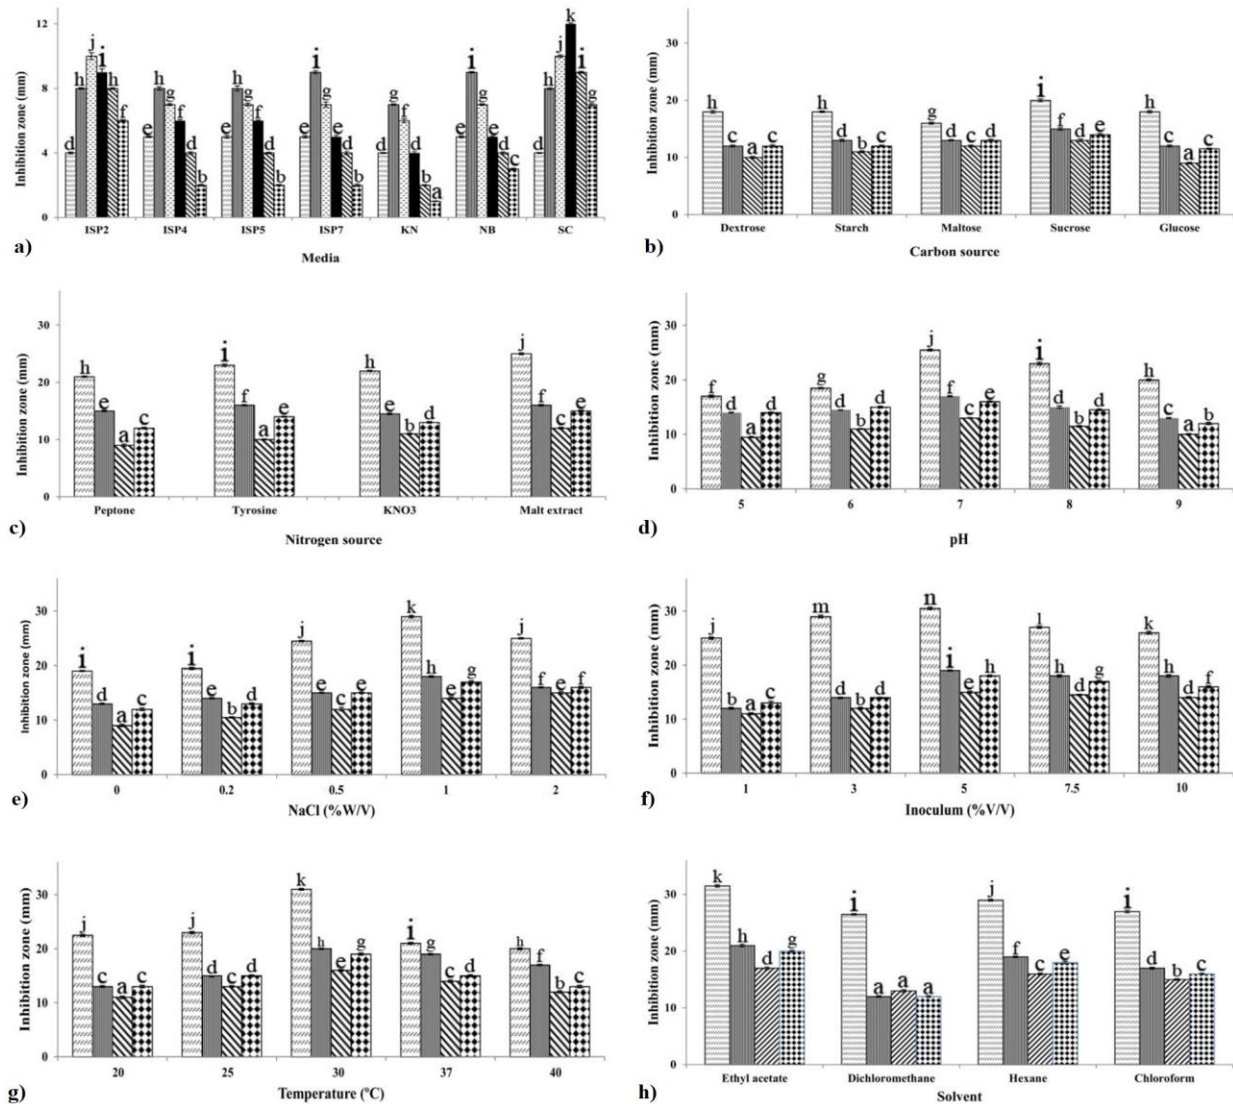 Inhibition zone (mm)
12
8
4
0
d h j i h f
e h g f d b
e h g f d b
e i g e d b
d h f d b a
e i g e d c
d h j k i g
ISP2 ISP4 ISP5 ISP7 KN NB SC
a)
Media
Inhibition zone (mm)
30
20
10
0
h c a c
h d a c
g d c d
i f d e
h c a c
Dextrose Starch Maltose Sucrose Glucose
b)
Carbon source
Inhibition zone (mm)
30
20
10
0
h e a c
i f a e
h e b d
j f c e
Peptone Tyrosine KNO3 Malt extract
c)
Nitrogen source
Inhibition zone (mm)
30
20
10
0
f d a d
g d b d
j f c e
i d b d
h c a b
5 6 7 8 9
d)
pH
Inhibition zone (mm)
30
20
10
0
i d a c
i e b d
j e c e
k h e g
j f e f
0 0.2 0.5 1 2
e)
NaCl (%W/V)
Inhibition zone (mm)
30
20
10
0
j b a c
m d b d
n i e h
l h d g
k h d f
1 3 5 7.5 10
f)
Inoculum (%V/V)
Inhibition zone (mm)
30
20
10
0
j c a c
j d c d
k h e g
i g c d
h f b c
20 25 30 37 40
g)
Temperature (ºC)
Inhibition zone (mm)
30
20
10
0
k h d g
i a a a
j f c e
i d b c
Ethyl acetate Dichloromethane Hexane Chloroform
h)
Solvent